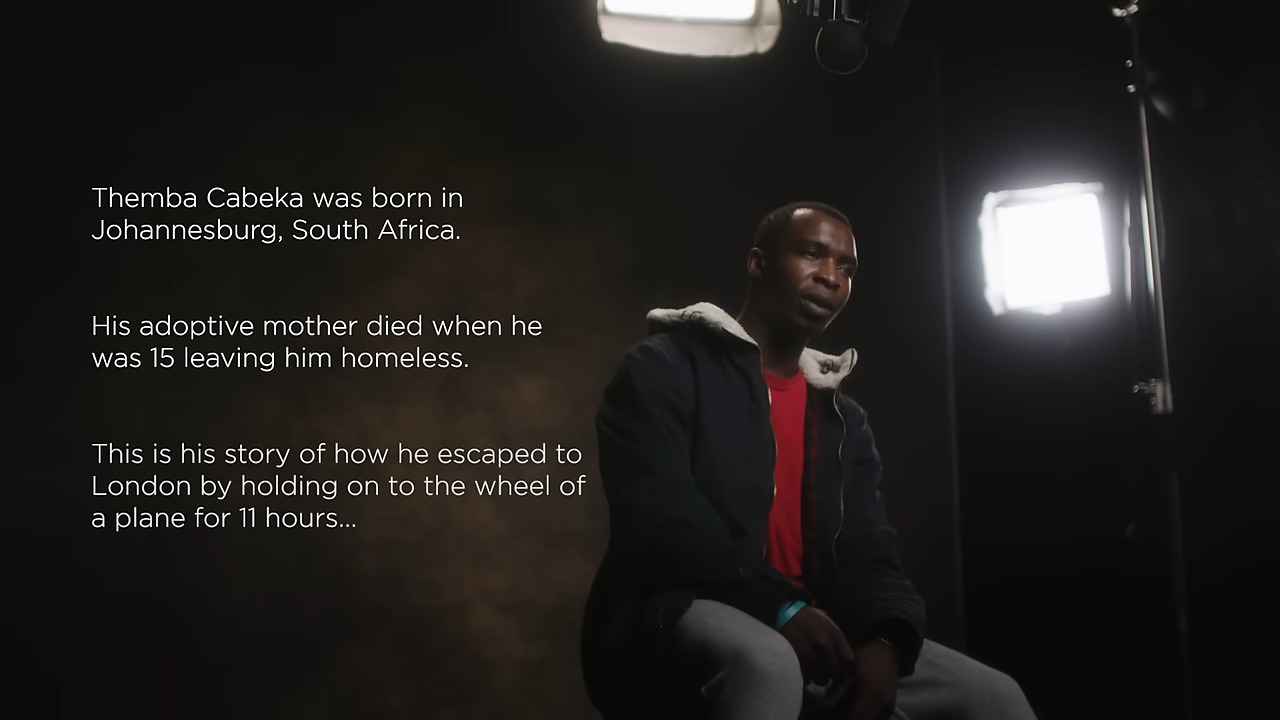 Themba Cabeka was born in
Johannesburg, South Africa.
His adoptive mother died when he
was 15 leaving him homeless.
This is his story of how he escaped to
London by holding on to the wheel of
a plane for 11 hours...